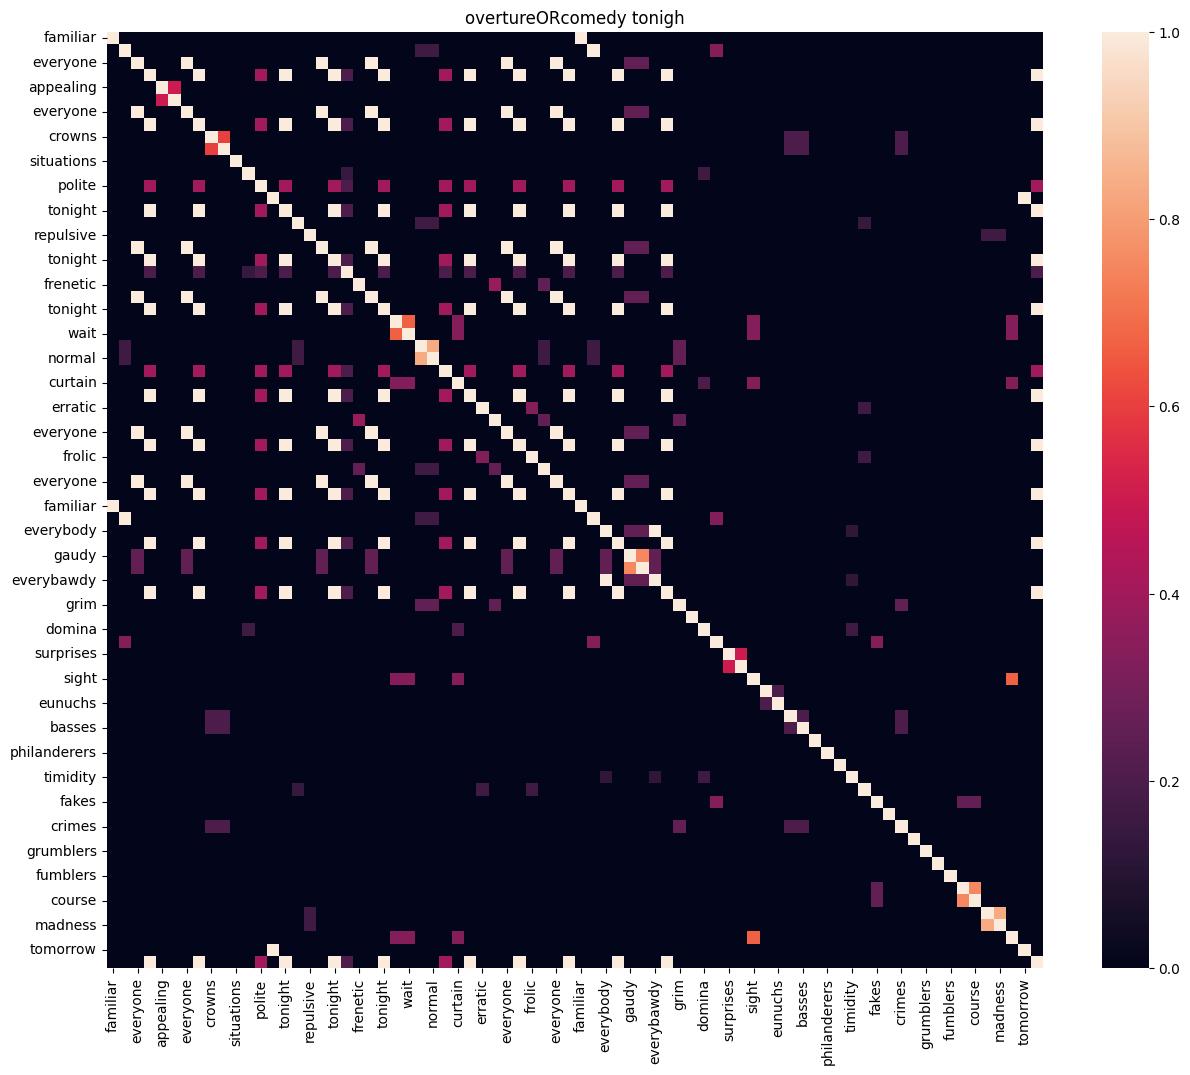 overtureORcomedy tonigh
familiar
everyone
appealing
everyone
crowns
situations
polite
tonight
repulsive
tonight
frenetic
tonight
wait
normal
curtain
erratic
everyone
frolic
everyone
familiar
everybody
gaudy
everybawdy
grim
domina
surprises
sight
eunuchs
basses
philanderers
timidity
fakes
crimes
grumblers
fumblers
course
madness
tomorrow
1.0
0.8
0.6
0.4
0.2
0.0
familiar
everyone
appealing
everyone
crowns
situations
polite
tonight
repulsive
tonight
frenetic
tonight
wait
normal
curtain
erratic
everyone
frolic
everyone
familiar
everybody
gaudy
everybawdy
grim
domina
surprises
sight
eunuchs
basses
philanderers
timidity
fakes
crimes
grumblers
fumblers
course
madness
tomorrow